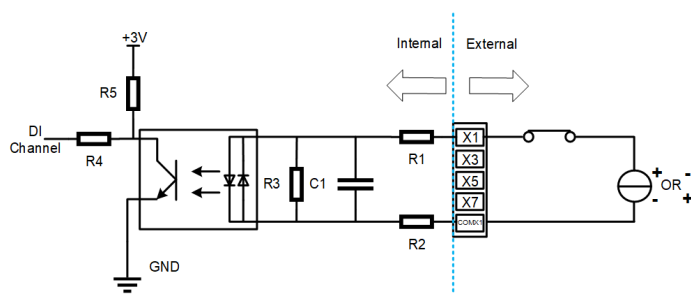 Internal External
+3V
R5
DI
Channel
R4
R3
C1
R1
R2
X1
X3
X5
X7
COMX1
+ -
OR
- +
GND